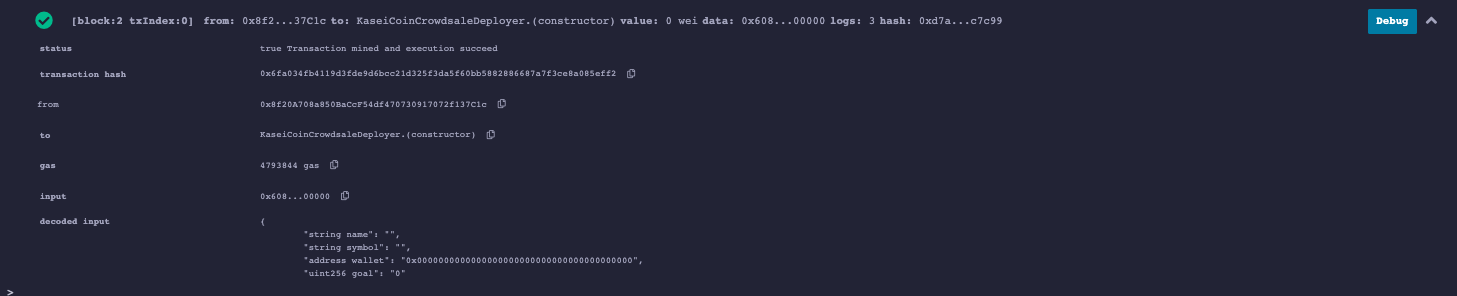 [block:2 txIndex:0] from: 0x8f2...37C1c to: KaseiCoinCrowdsaleDeployer.(constructor) value: 0 wei data: 0x608...00000 logs: 3 hash: 0xd7a...c7c99 Debug
status true Transaction mined and execution succeed
transaction hash 0x6fa034fb4119d3fde9d6bcc21d325f3da5f60bb5882886687a7f3ce8a085eff2
from 0x8f20A708a850BaCcF54df470730917072f137C1c
to KaseiCoinCrowdsaleDeployer.(constructor)
gas 4793844 gas
input 0x608...00000
decoded input {
"string name": "",
"string symbol": "",
"address wallet": "0x0000000000000000000000000000000000000000",
"uint256 goal": "0"
>